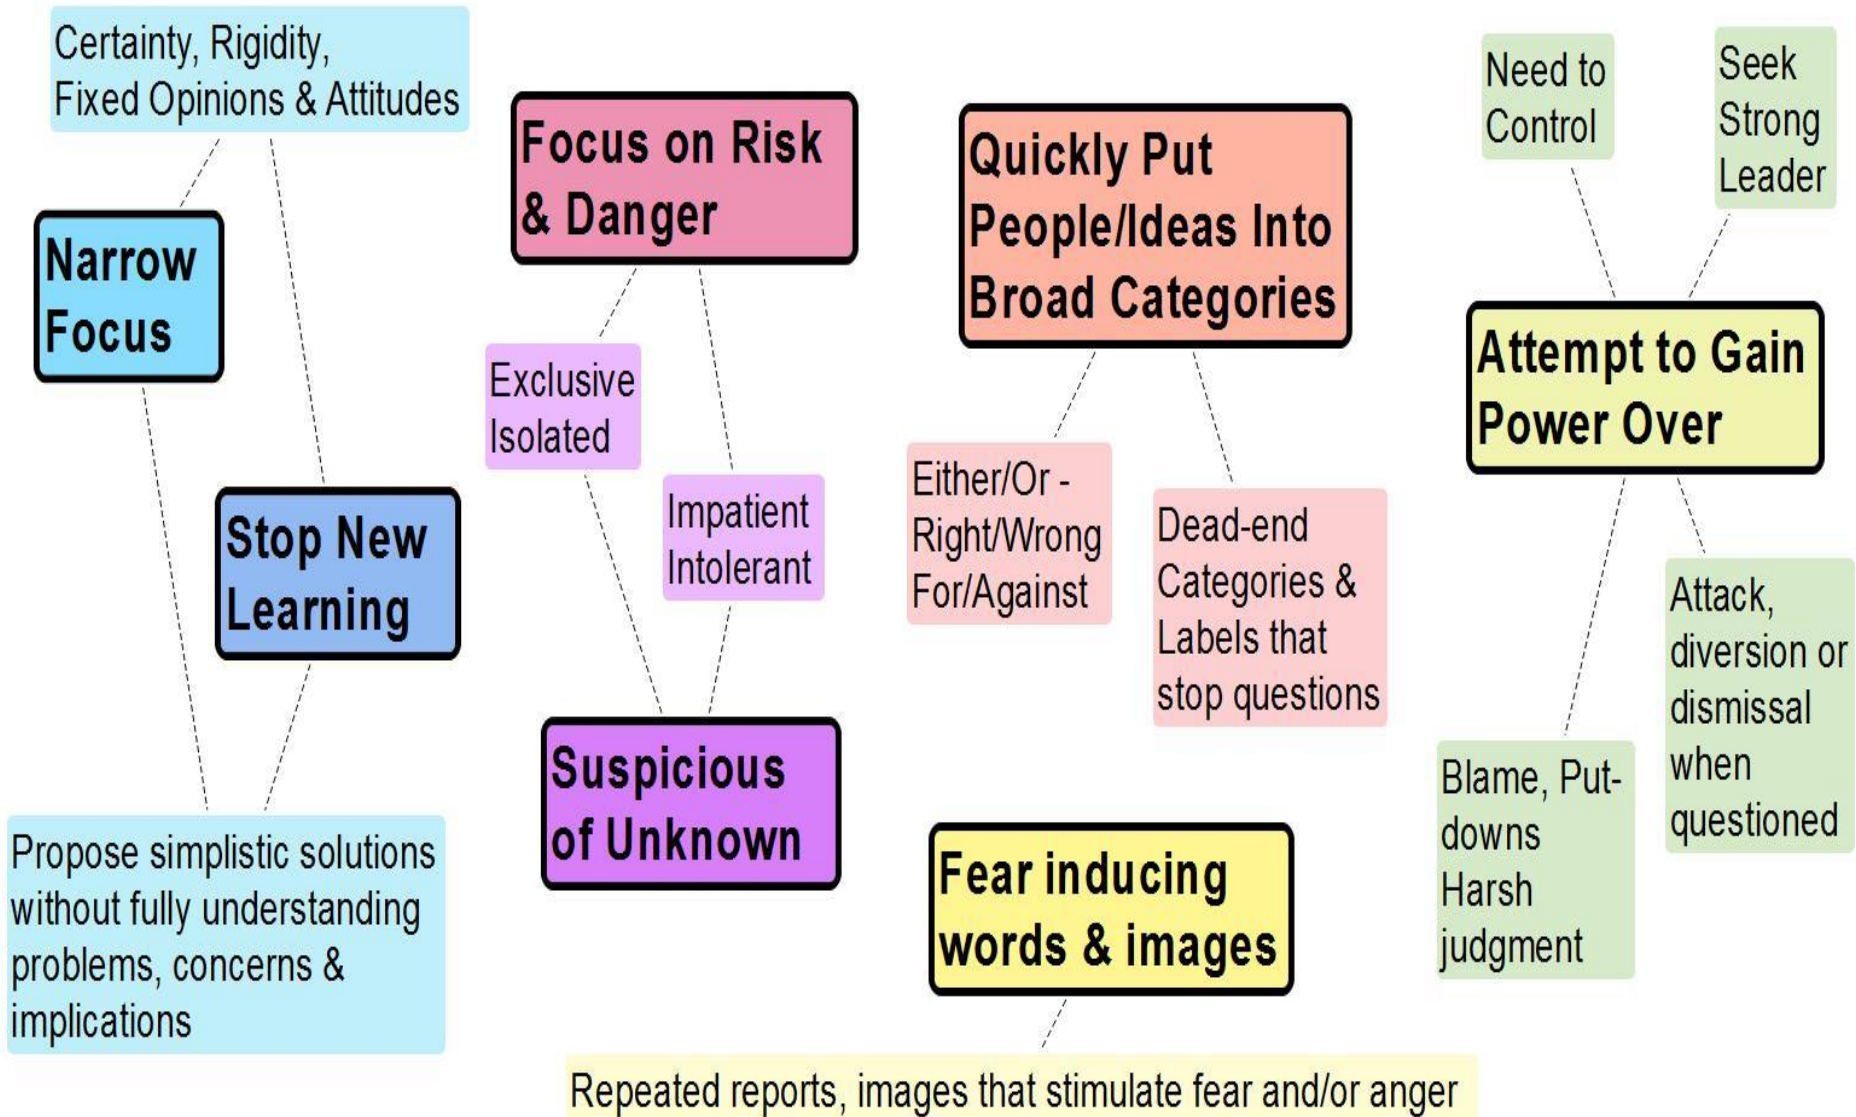 Certainty, Rigidity,
Fixed Opinions & Attitudes
Narrow
Focus
Stop New
Learning
Propose simplistic solutions
without fully understanding
problems, concerns &
implications
Focus on Risk
& Danger
Exclusive
Isolated
Impatient
Intolerant
Suspicious
of Unknown
Quickly Put
People/Ideas Into
Broad Categories
Either/Or -
Right/Wrong
For/Against
Dead-end
Categories &
Labels that
stop questions
Fear inducing
words & images
Repeated reports, images that stimulate fear and/or anger
Need to
Control
Seek
Strong
Leader
Attempt to Gain
Power Over
Blame, Put-
downs
Harsh
judgment
Attack,
diversion or
dismissal
when
questioned